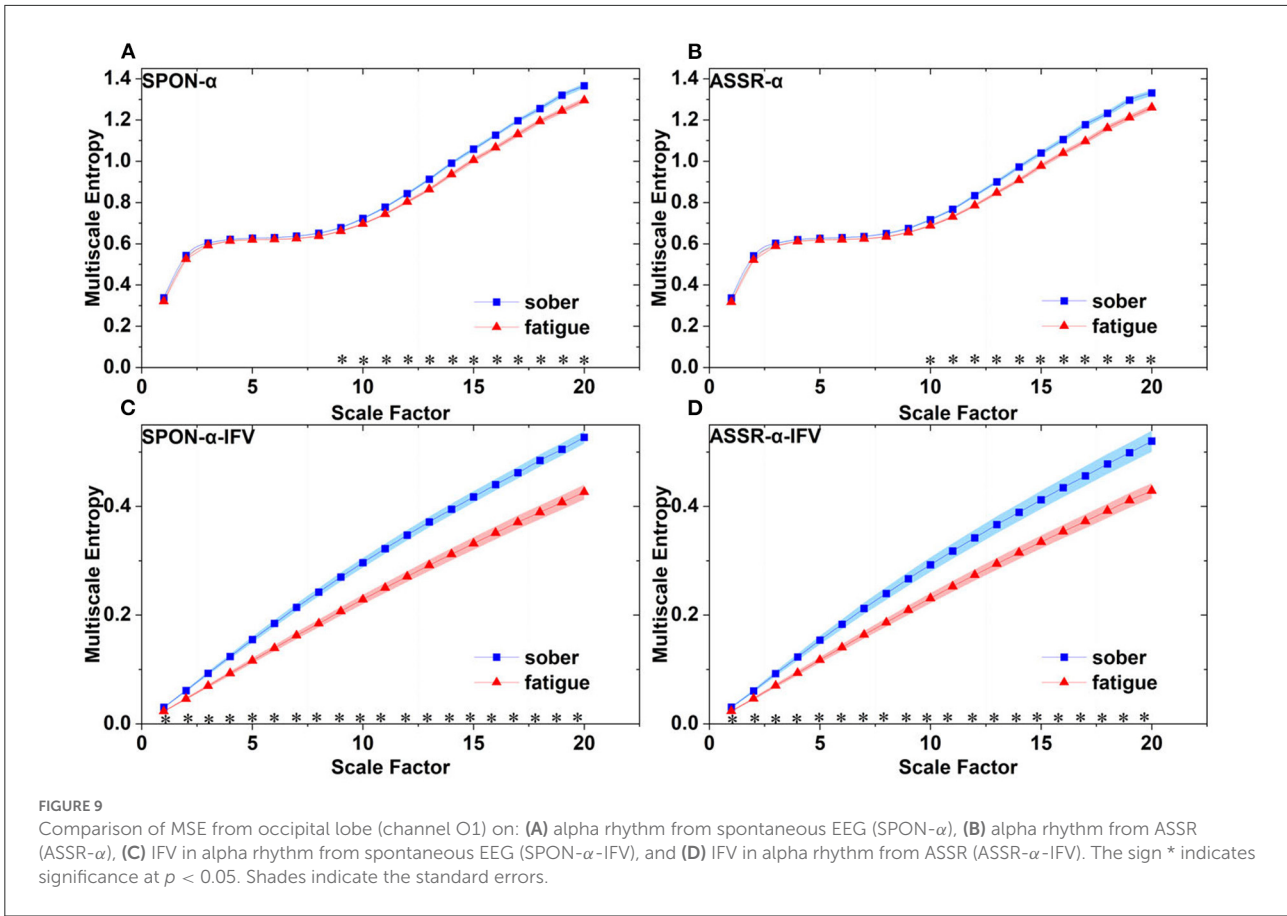 A
SPON-α
Multiscale Entropy
1.4
1.2
1.0
0.8
0.6
0.4
0.2
0.0
sober
fatigue
* * * * * * * * * * * *
0 5 10 15 20
Scale Factor
B
ASSR-α
Multiscale Entropy
1.4
1.2
1.0
0.8
0.6
0.4
0.2
0.0
sober
fatigue
* * * * * * * * * * *
0 5 10 15 20
Scale Factor
C
SPON-α-IFV
Multiscale Entropy
0.4
0.2
0.0
sober
fatigue
* * * * * * * * * * * * * * * * * * * *
0 5 10 15 20
Scale Factor
D
ASSR-α-IFV
Multiscale Entropy
0.4
0.2
0.0
sober
fatigue
* * * * * * * * * * * * * * * * * * * *
0 5 10 15 20
Scale Factor
FIGURE 9
Comparison of MSE from occipital lobe (channel O1) on: (A) alpha rhythm from spontaneous EEG (SPON-α), (B) alpha rhythm from ASSR
(ASSR-α), (C) IFV in alpha rhythm from spontaneous EEG (SPON-α-IFV), and (D) IFV in alpha rhythm from ASSR (ASSR-α-IFV). The sign * indicates
significance at p < 0.05. Shades indicate the standard errors.